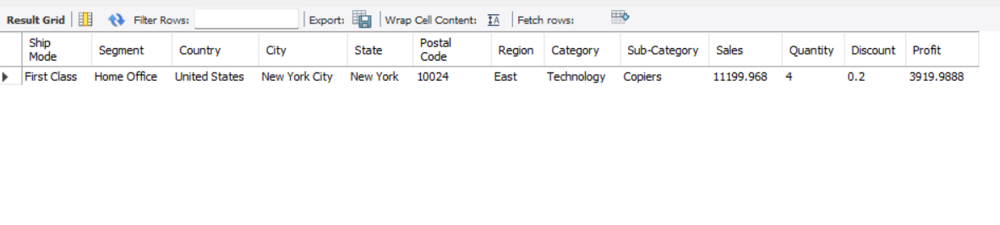 Result Grid Filter Rows: Export: Wrap Cell Content: IA Fetch rows:
Ship Mode Segment Country City State Postal Code Region Category Sub-Category Sales Quantity Discount Profit
First Class Home Office United States New York City New York 10024 East Technology Copiers 11199.968 4 0.2 3919.9888